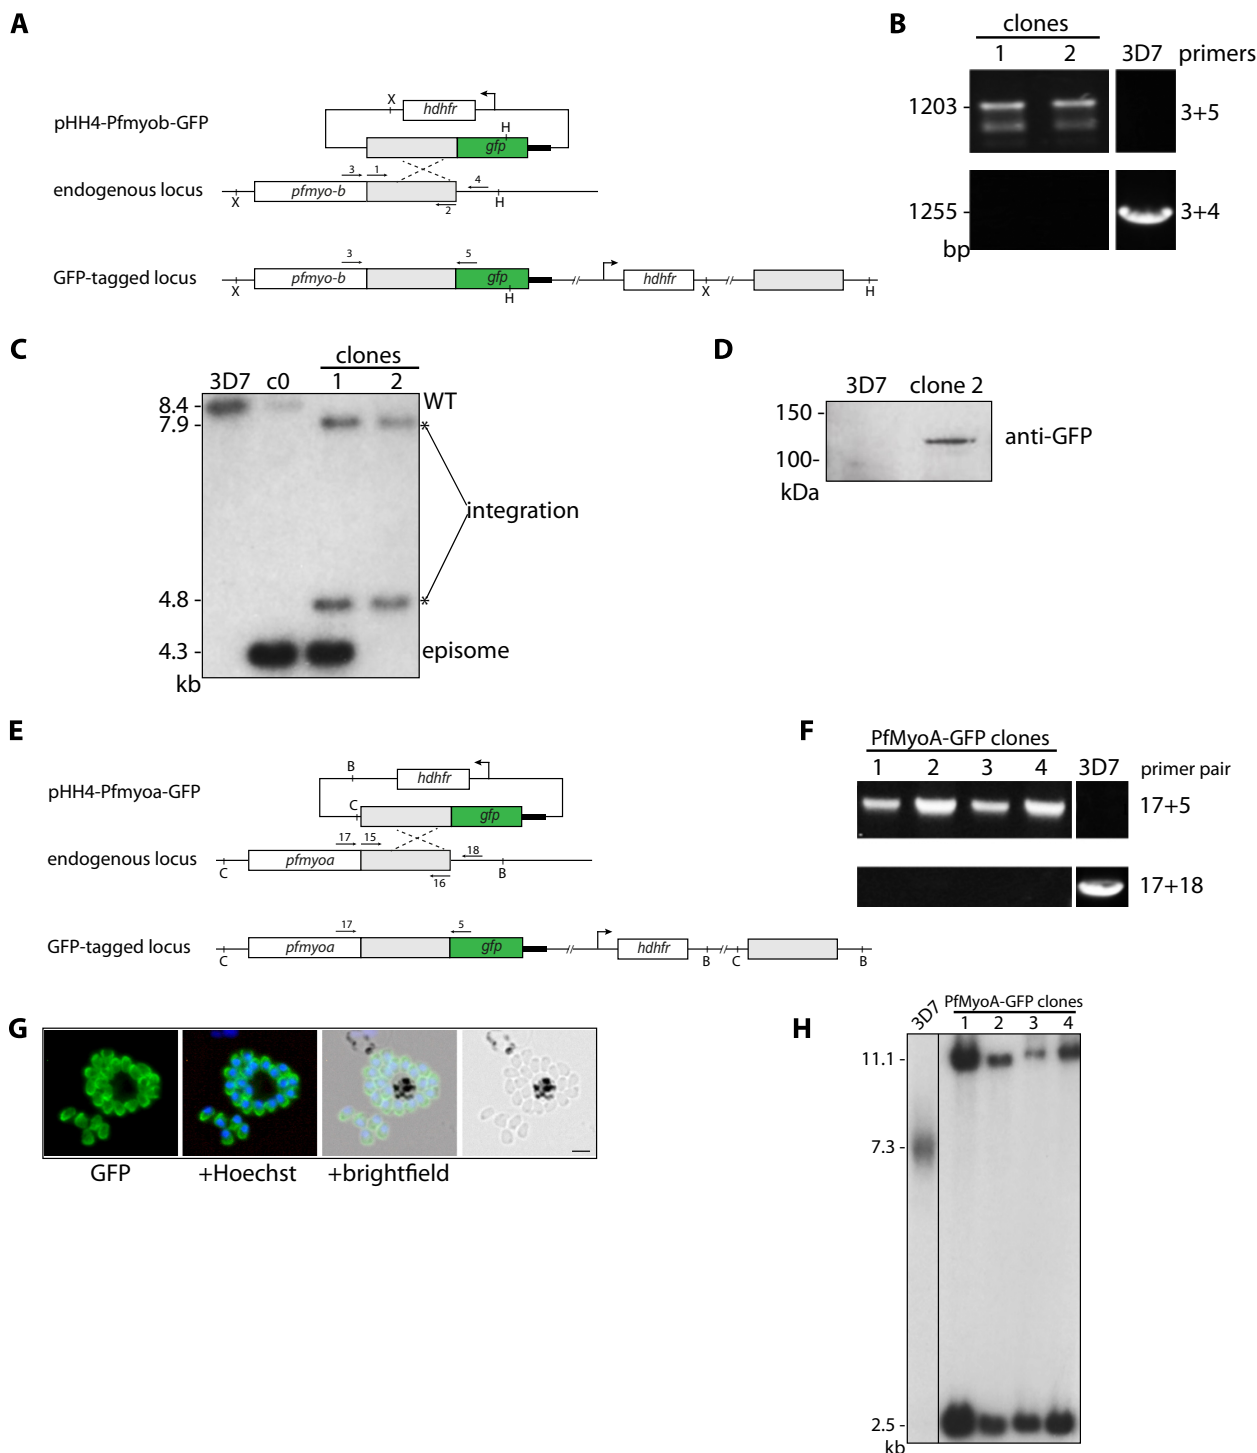 A
X
hdhfr
pHH4-Pfmyob-GFP
H
gfp
3
1
4
endogenous locus
pfmyo-b
X
2
H
3
5
GFP-tagged locus
pfmyo-b
gfp
hdhfr
X
H
X
H
B
clones
1 2 3D7 primers
1203 - 3+5
1255 - 3+4
bp
C
clones
3D7 c0 1 2
8.4 - WT
7.9 - *
integration
4.8 - *
4.3 - episome
kb
D
3D7 clone 2
150 -
anti-GFP
100-
kDa
E
B
hdhfr
pHH4-Pfmyoa-GFP
C
gfp
17
15
18
endogenous locus
pfmyoa
C
16
B
17
5
GFP-tagged locus
pfmyoa
gfp
hdhfr
C
B
C
B
F
PfMyoA-GFP clones
1 2 3 4 3D7 primer pair
17+5
17+18
G
GFP +Hoechst +brightfield
H
PfMyoA-GFP clones
3D7 1 2 3 4
11.1 -
7.3 -
2.5 -
kb